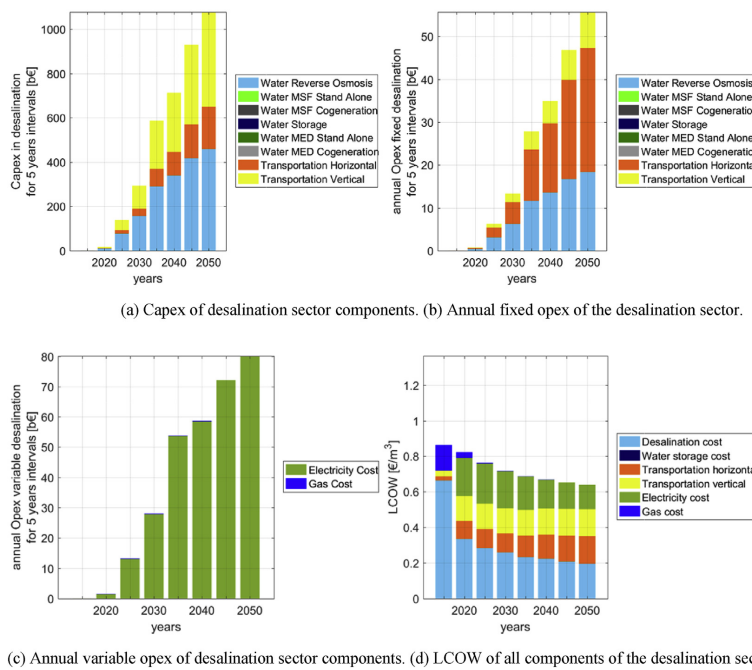 1000
800
600
400
200
0
Capex in desalination
for 5 years intervals [b€]
2020 2030 2040 2050
years
Water Reverse Osmosis
Water MSF Stand Alone
Water MSF Cogeneration
Water Storage
Water MED Stand Alone
Water MED Cogeneration
Transportation Horizontal
Transportation Vertical
50
40
30
20
10
0
annual Opex fixed desalination
for 5 years intervals [b€]
2020 2030 2040 2050
years
Water Reverse Osmosis
Water MSF Stand Alone
Water MSF Cogeneration
Water Storage
Water MED Stand Alone
Water MED Cogeneration
Transportation Horizonta
Transportation Vertical
(a) Capex of desalination sector components. (b) Annual fixed opex of the desalination sector.
80
70
60
50
40
30
20
10
0
annual Opex variable desalination
for 5 years intervals [b€]
2020 2030 2040 2050
years
Electricity Cost
Gas Cost
1.2
1
0.8
0.6
0.4
0.2
0
LCOW [€/m³]
2020 2030 2040 2050
years
Desalination cost
Water storage cost
Transportation horizonta
Transportation vertical
Electricity cost
Gas cost
(c) Annual variable opex of desalination sector components. (d) LCOW of all components of the desalination sec